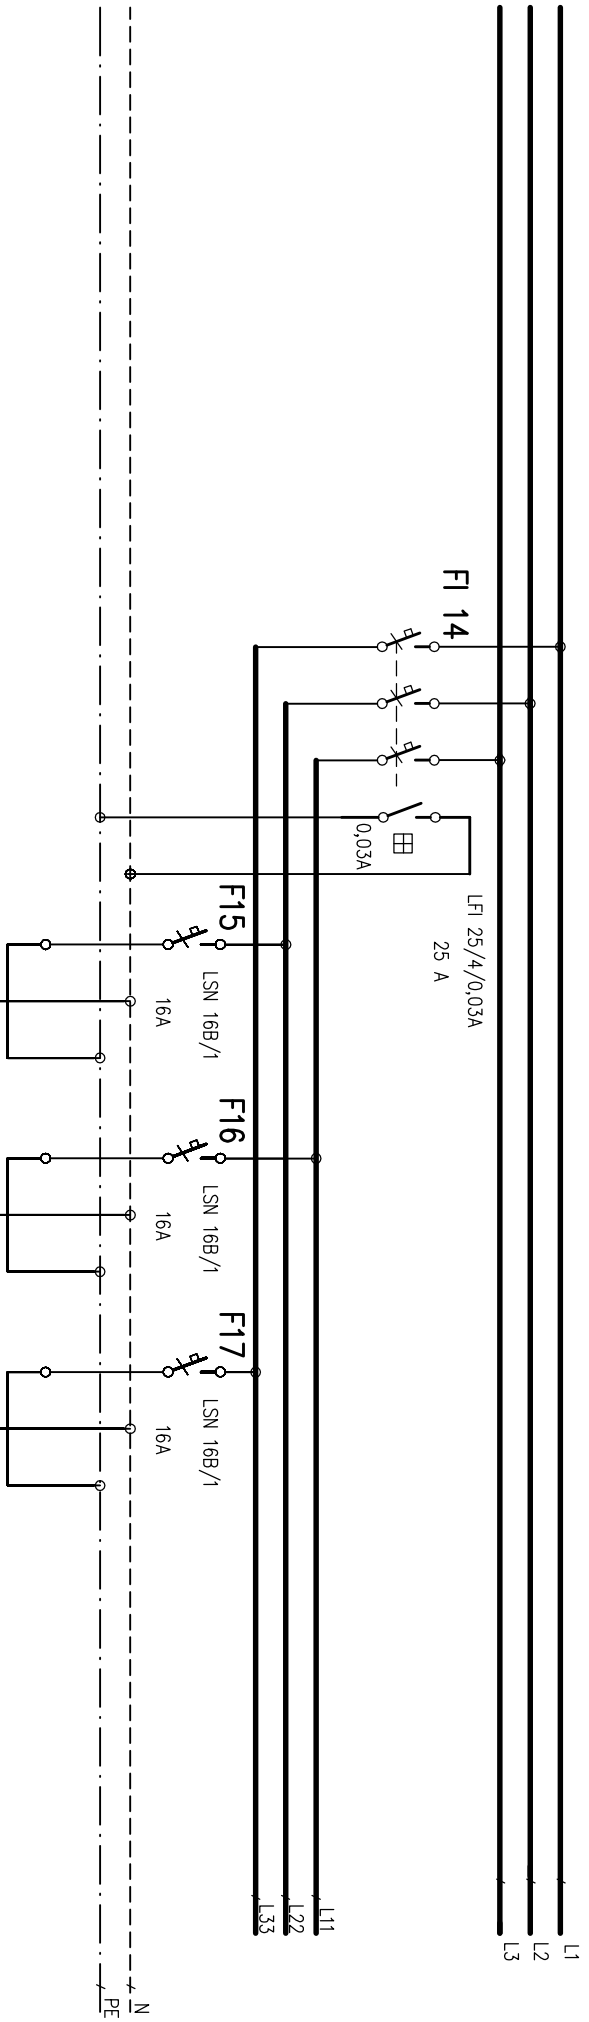 L1
L2
L3
FI 14
LFI 25/4/0,03A
25 A
0,03A
L11
L22
L33
F15
LSN 16B/1
16A
F16
LSN 16B/1
16A
F17
LSN 16B/1
16A
N
PE